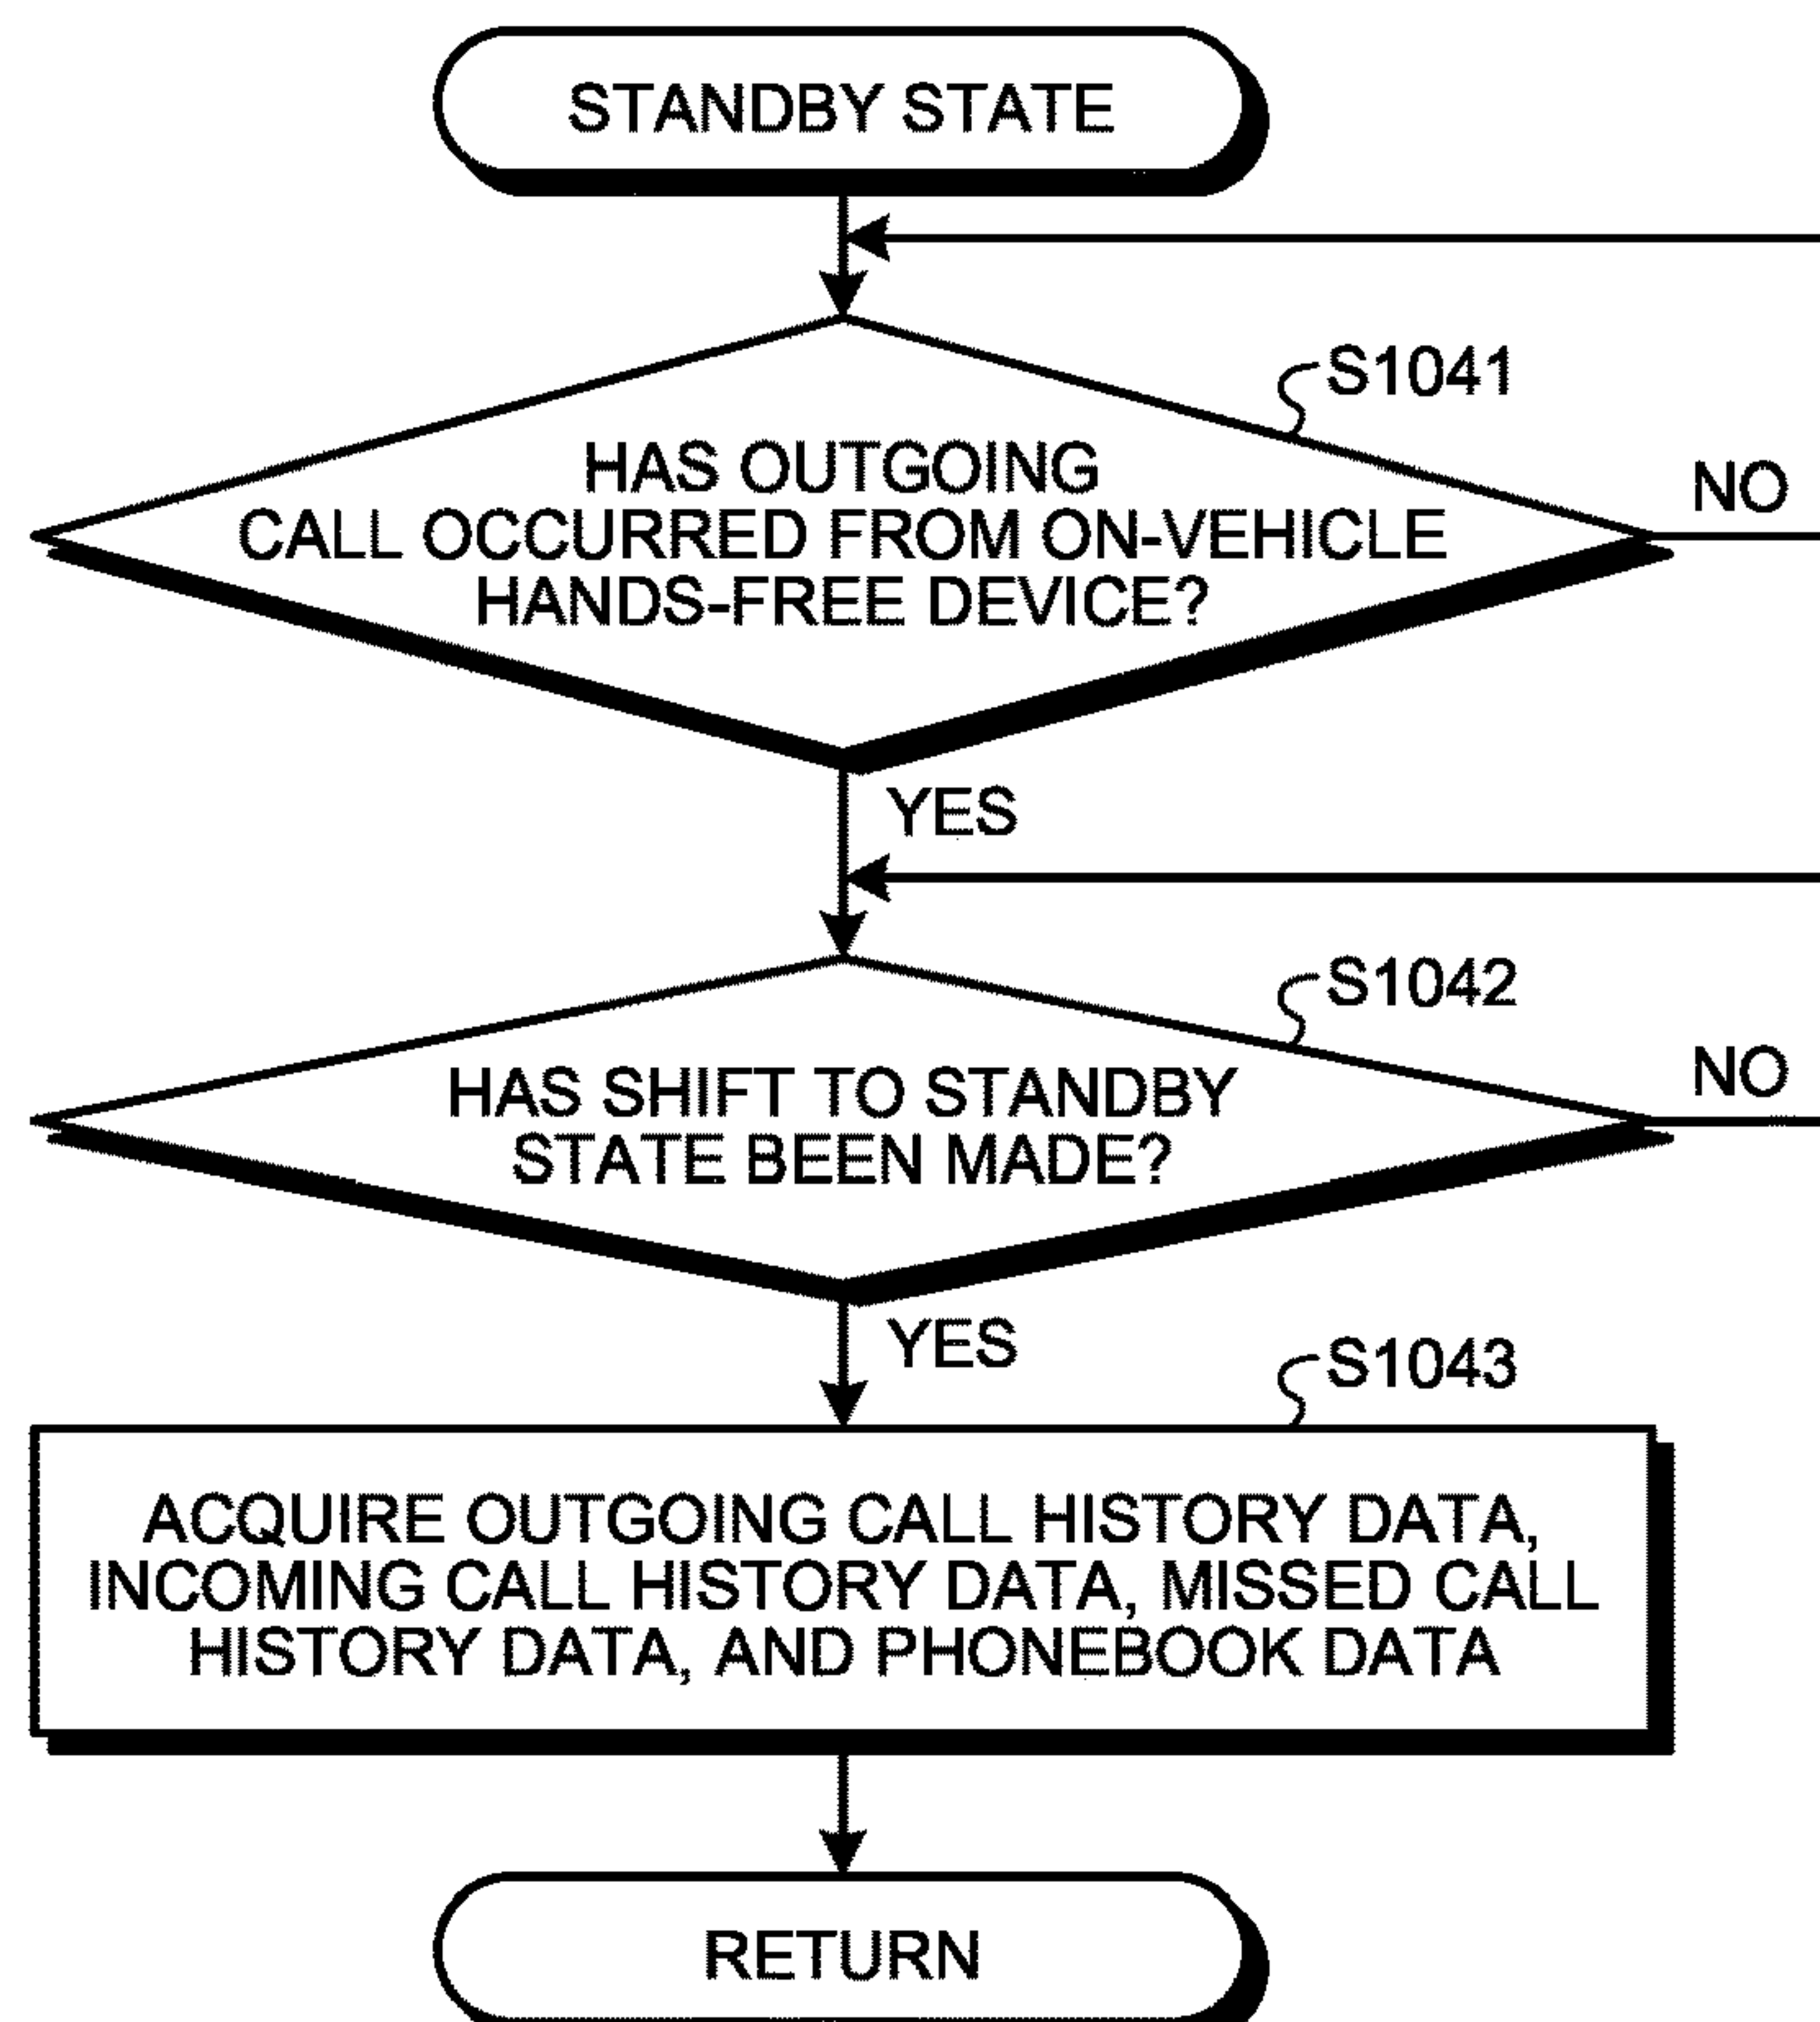 STANDBY STATE
S1041
HAS OUTGOING
CALL OCCURRED FROM ON-VEHICLE
HANDS-FREE DEVICE?
NO
YES
S1042
HAS SHIFT TO STANDBY
STATE BEEN MADE?
NO
YES
S1043
ACQUIRE OUTGOING CALL HISTORY DATA,
INCOMING CALL HISTORY DATA, MISSED CALL
HISTORY DATA, AND PHONEBOOK DATA
RETURN